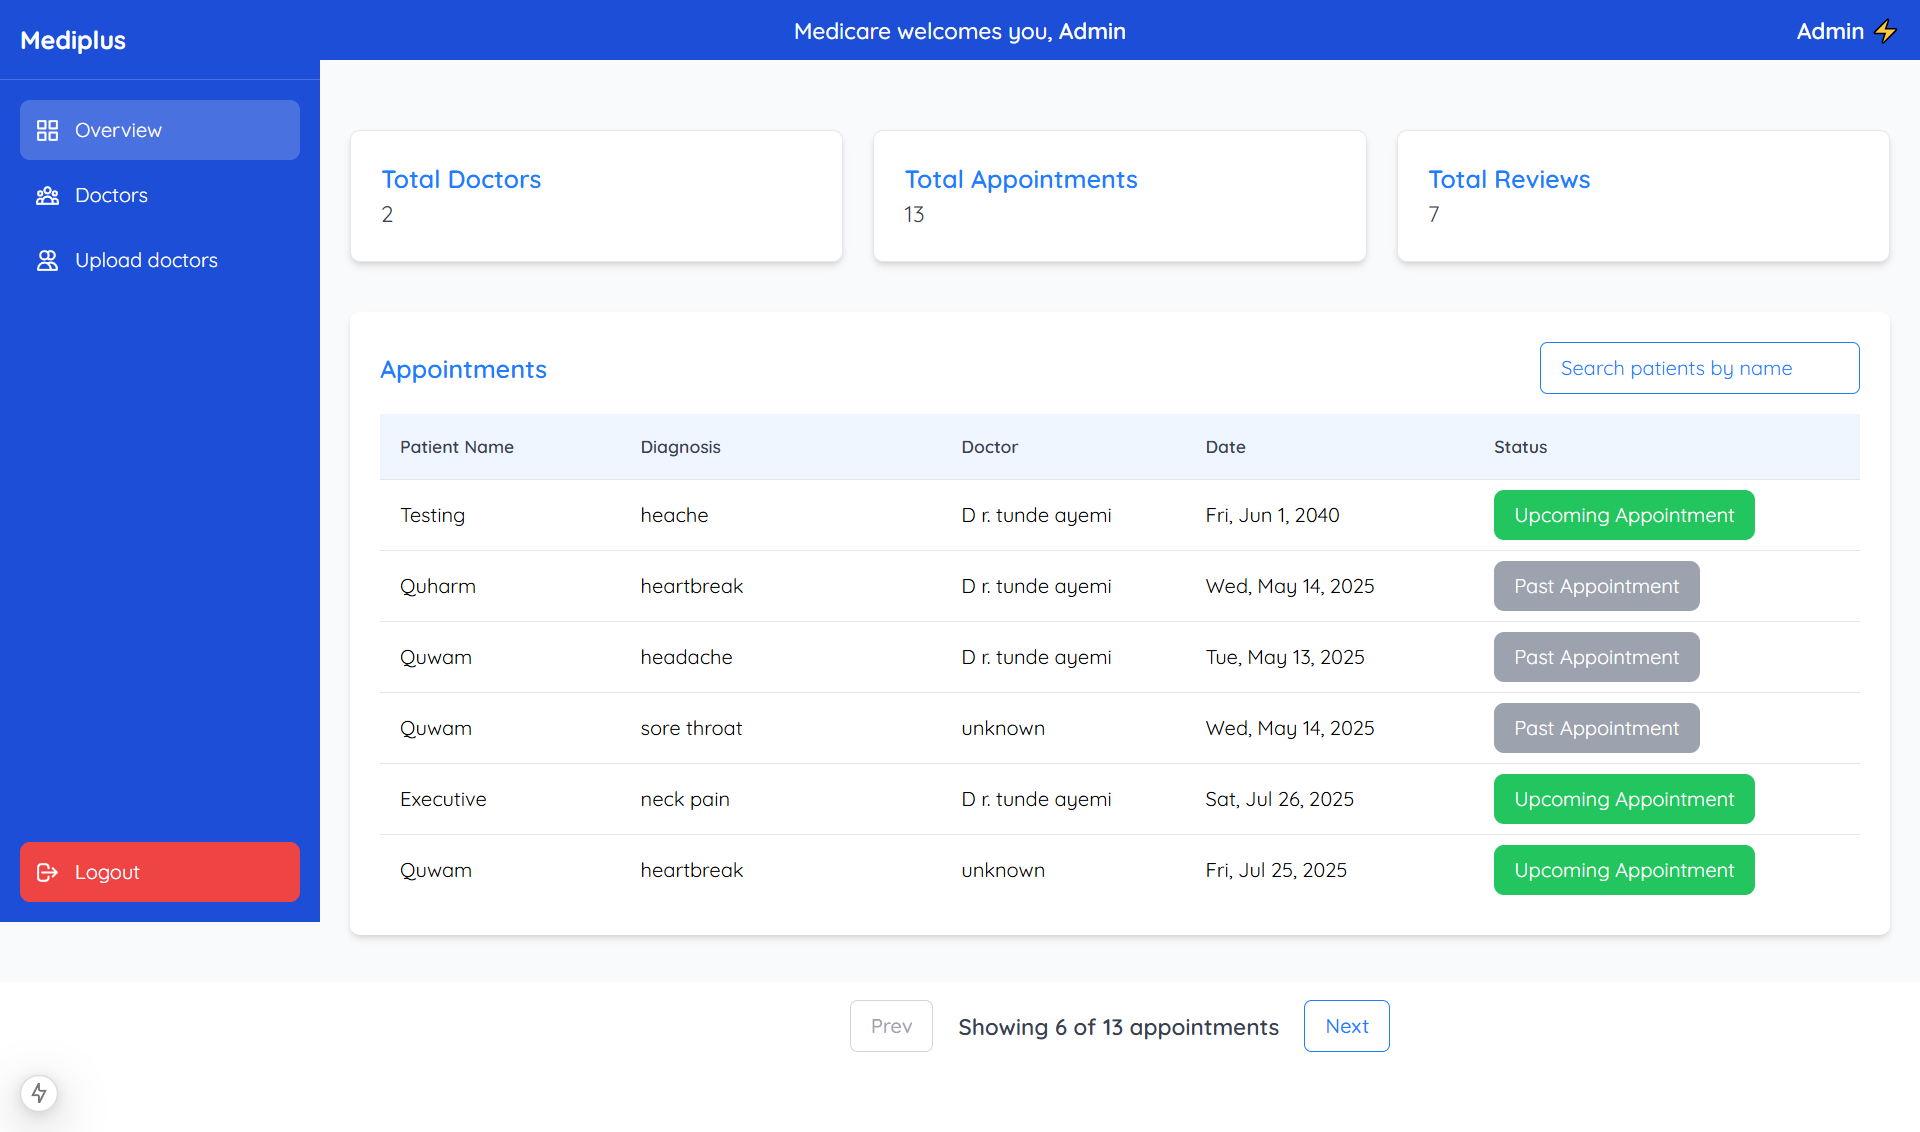 Mediplus
Medicare welcomes you, Admin
Admin
Overview
Doctors
Upload doctors
Logout
Total Doctors
2
Total Appointments
13
Total Reviews
7
Appointments
Search patients by name
Patient Name Diagnosis Doctor Date Status
Testing heache D r. tunde ayemi Fri, Jun 1, 2040 Upcoming Appointment
Quharm heartbreak D r. tunde ayemi Wed, May 14, 2025 Past Appointment
Quwam headache D r. tunde ayemi Tue, May 13, 2025 Past Appointment
Quwam sore throat unknown Wed, May 14, 2025 Past Appointment
Executive neck pain D r. tunde ayemi Sat, Jul 26, 2025 Upcoming Appointment
Quwam heartbreak unknown Fri, Jul 25, 2025 Upcoming Appointment
Prev Showing 6 of 13 appointments Next